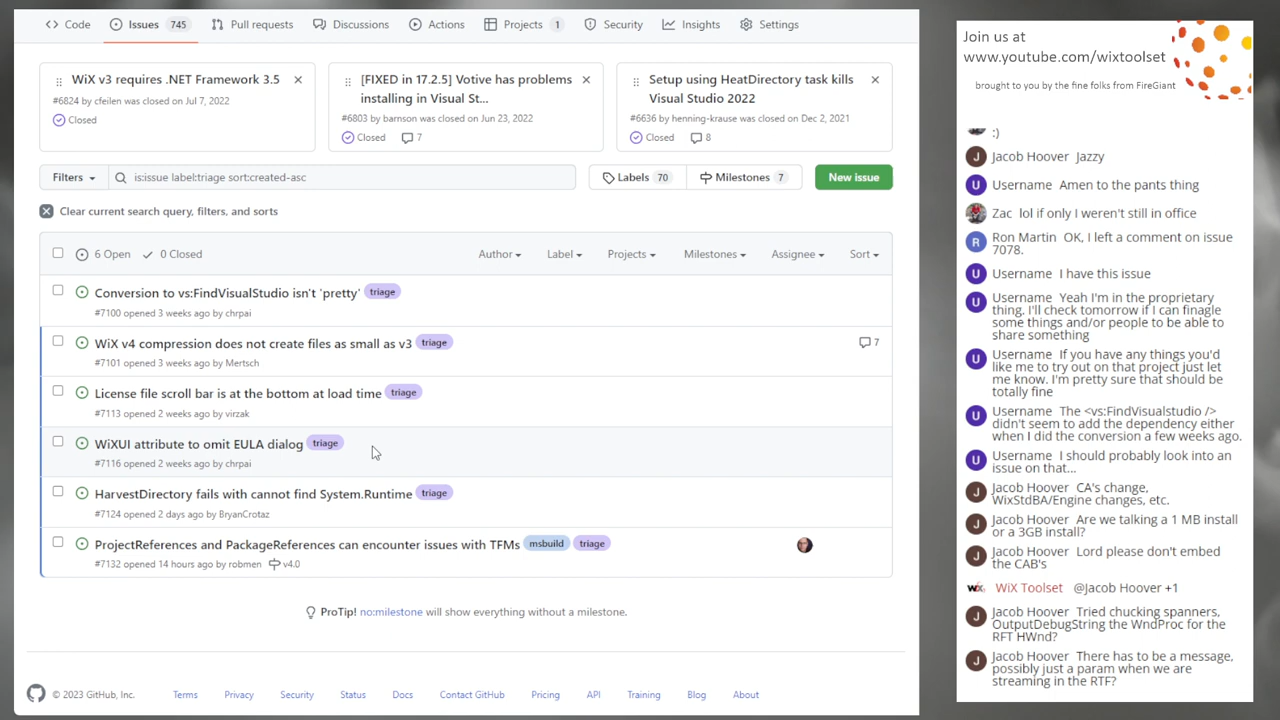 Code
Issues 745
Pull requests
Discussions
Actions
Projects 1
Security
Insights
Settings
WiX v3 requires .NET Framework 3.5
#6824 by cfeilen was closed on Jul 7, 2022
Closed
[FIXED in 17.2.5] Votive has problems
installing in Visual St...
#6803 by barnson was closed on Jun 23, 2022
Closed 7
Setup using HeatDirectory task kills
Visual Studio 2022
#6636 by henning-krause was closed on Dec 2, 2021
Closed 8
Filters
is:issue label:triage sort:created-asc
Labels 70
Milestones 7
New issue
Clear current search query, filters, and sorts
6 Open 0 Closed
Author
Label
Projects
Milestones
Assignee
Sort
Conversion to vs:FindVisualStudio isn't 'pretty' triage
#7100 opened 3 weeks ago by chrpai
WiX v4 compression does not create files as small as v3 triage
7
#7101 opened 3 weeks ago by Mertsch
License file scroll bar is at the bottom at load time triage
#7113 opened 2 weeks ago by virzak
WiXUI attribute to omit EULA dialog triage
#7116 opened 2 weeks ago by chrpai
HarvestDirectory fails with cannot find System.Runtime triage
#7124 opened 2 days ago by BryanCrotaz
ProjectReferences and PackageReferences can encounter issues with TFMs msbuild triage
#7132 opened 14 hours ago by robmen v4.0
ProTip! no:milestone will show everything without a milestone.
© 2023 GitHub, Inc.
Terms
Privacy
Security
Status
Docs
Contact GitHub
Pricing
API
Training
Blog
About
Join us at
www.youtube.com/wixtoolset
brought to you by the fine folks from FireGiant
:)
Jacob Hoover Jazzy
Username Amen to the pants thing
Zac lol if only I weren't still in office
Ron Martin OK, I left a comment on issue
7078.
Username I have this issue
Username Yeah I'm in the proprietary
thing. I'll check tomorrow if I can finagle
some things and/or people to be able to
share something
Username If you have any things you'd
like me to try out on that project just let
me know. I'm pretty sure that should be
totally fine
Username The <vs:FindVisualstudio />
didn't seem to add the dependency either
when I did the conversion a few weeks ago.
Username I should probably look into an
issue on that...
Jacob Hoover CA's change,
WixStdBA/Engine changes, etc.
Jacob Hoover Are we talking a 1 MB install
or a 3GB install?
Jacob Hoover Lord please don't embed
the CAB's
WiX Toolset @Jacob Hoover +1
Jacob Hoover Tried chucking spanners,
OutputDebugString the WndProc for the
RFT HWnd?
Jacob Hoover There has to be a message,
possibly just a param when we are
streaming in the RTF?